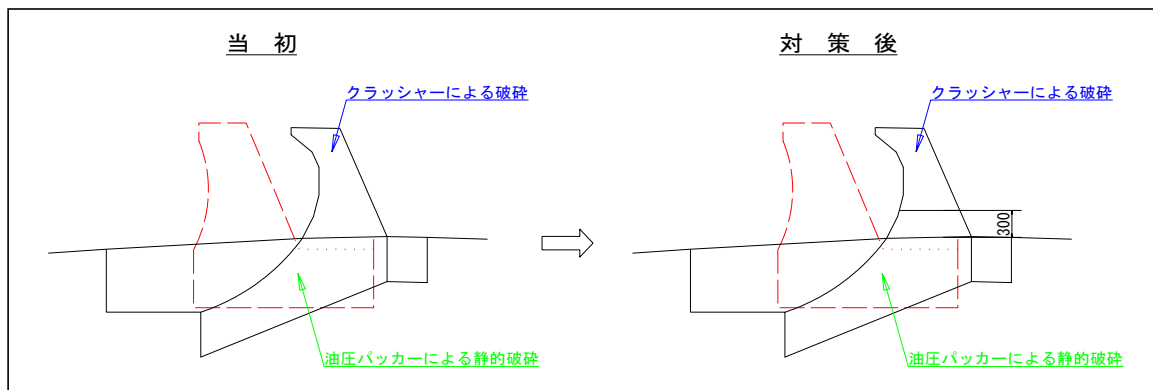 当 初
クラッシャーによる破砕
油圧パッカーによる静的破砕
対 策 後
クラッシャーによる破砕
300
油圧パッカーによる静的破砕